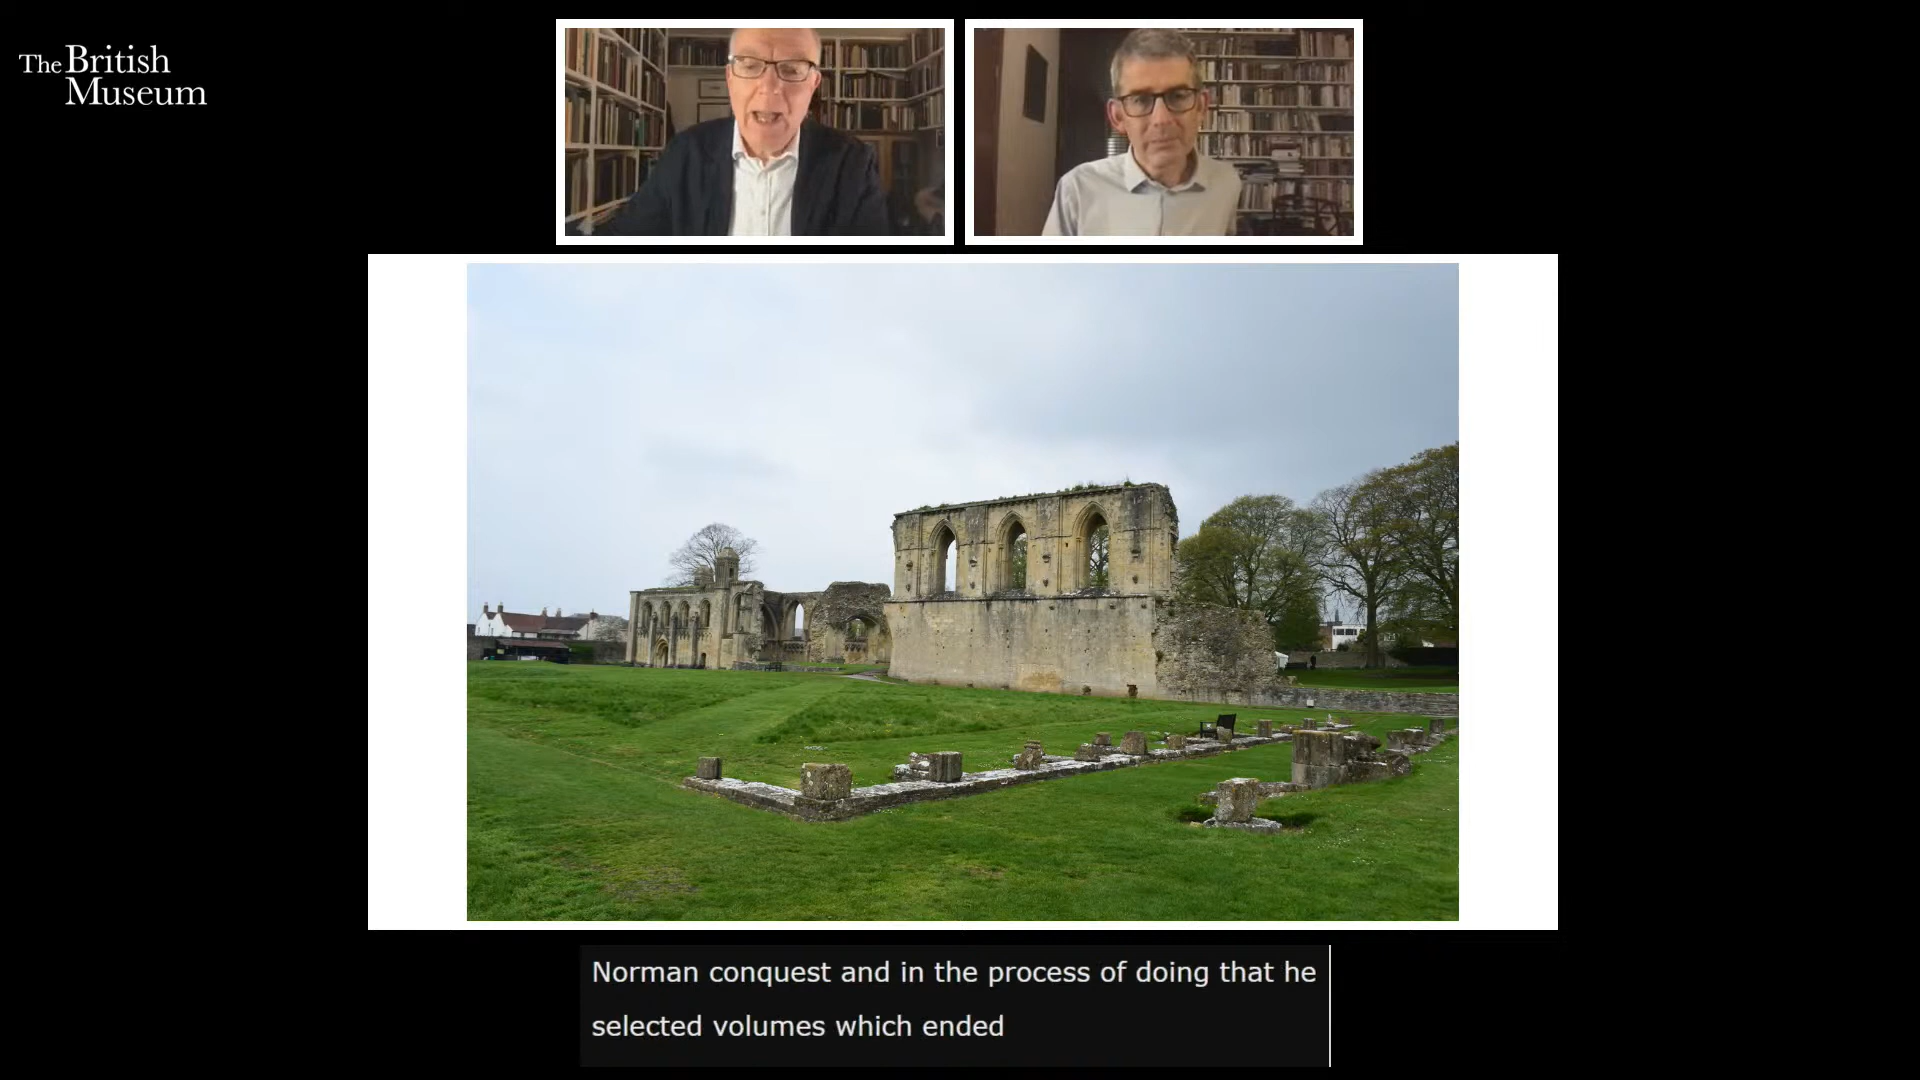 The British
Museum
Norman conquest and in the process of doing that he
selected volumes which ended